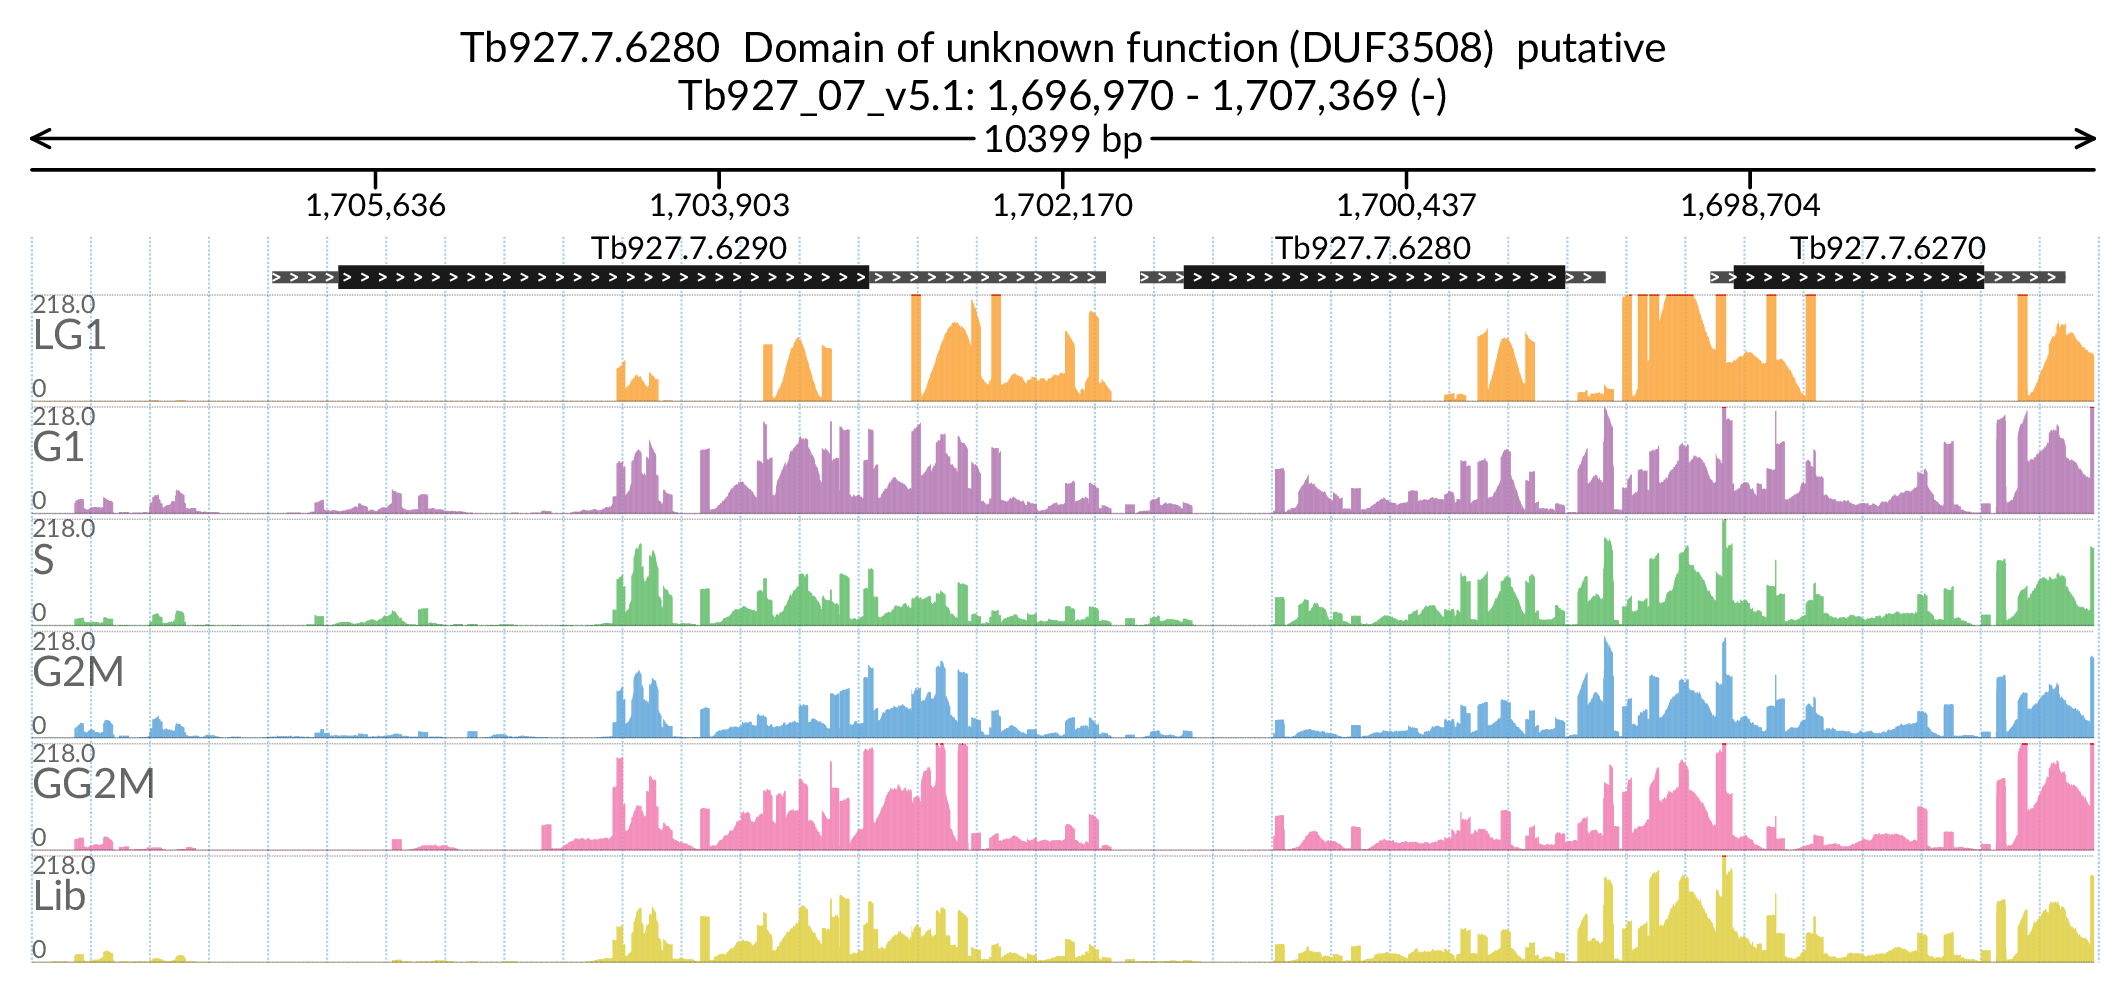 Tb927.7.6280 Domain of unknown function (DUF3508) putative
Tb927_07_v5.1: 1,696,970 - 1,707,369 (-)
10399 bp
1,705,636 1,703,903 1,702,170 1,700,437 1,698,704
Tb927.7.6290 Tb927.7.6280 Tb927.7.6270
218.0
LG1
0
218.0
G1
0
218.0
S
0
218.0
G2M
0
218.0
GG2M
0
218.0
Lib
0